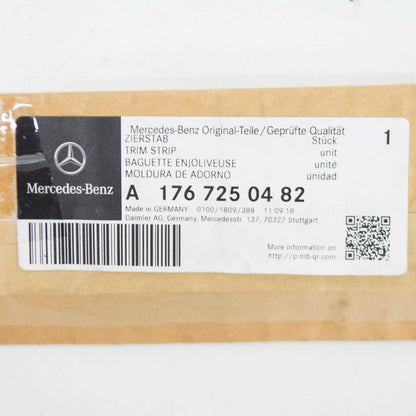 Mercedes-Benz Original-Teile/Geprüfte Qualität
ZIERSTAB Stück 1
TRIM STRIP unit
BAGUETTE ENJOLIVEUSE unité
MOLDURA DE ADORNO unidad
Mercedes-Benz
A 176 725 04 82
Made in GERMANY 0100/1809/388 11.09.18
Daimler AG, Germany, Mercedesstr. 137, 70327 Stuttgart
More information on
http://p.mb-qr.com/